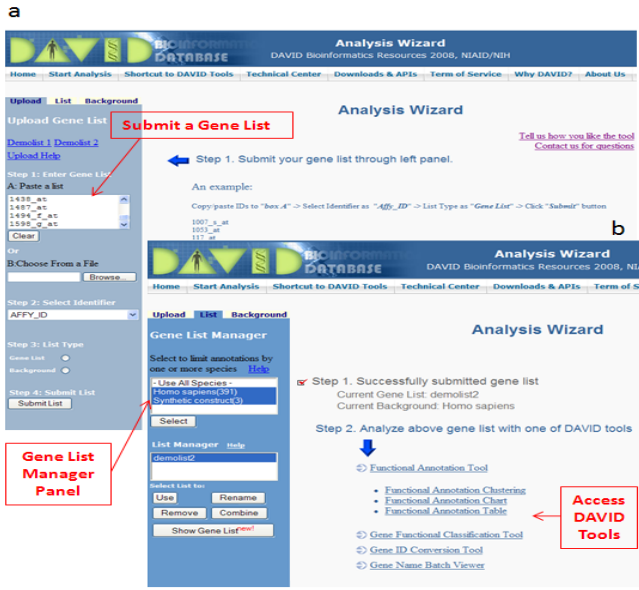 a
DAVID BIOINFORMATICS DATABASE
Analysis Wizard
DAVID Bioinformatics Resources 2008, NIAID/NIH
Home Start Analysis Shortcut to DAVID Tools Technical Center Downloads & APIs Term of Service Why DAVID? About Us
Upload List Background
Upload Gene List
Demolist 1 Demolist 2
Upload Help
Step 1: Enter Gene List
A: Paste a list
1438_at
1487_at
1494_f_at
1598_g_at
Clear
Or
B:Choose From a File
Browse...
Step 2: Select Identifier
AFFY_ID
Step 3: List Type
Gene List
Background
Step 4: Submit List
Submit List
Submit a Gene List
Analysis Wizard
Tell us how you like the tool
Contact us for questions
Step 1. Submit your gene list through left panel.
An example:
Copy/paste IDs to "box A" -> Select Identifier as "Affy_ID" -> List Type as "Gene List" -> Click "Submit" button
1007_s_at
1053_at
117_at
Gene List
Manager
Panel
b
DAVID BIOINFORMATICS DATABASE
Analysis Wizard
DAVID Bioinformatics Resources 2008, NIA
Home Start Analysis Shortcut to DAVID Tools Technical Center Downloads & APIs Term of S
Upload List Background
Gene List Manager
Select to limit annotations by
one or more species Help
- Use All Species -
Homo sapiens(391)
Synthetic construct(3)
Select
List Manager Help
demolist2
Select List to:
Use Rename
Remove Combine
Show Gene List new!
Analysis Wizard
Step 1. Successfully submitted gene list
Current Gene List: demolist2
Current Background: Homo sapiens
Step 2. Analyze above gene list with one of DAVID tools
Functional Annotation Tool
Functional Annotation Clustering
Functional Annotation Chart
Functional Annotation Table
Gene Functional Classification Tool
Gene ID Conversion Tool
Gene Name Batch Viewer
Access
DAVID
Tools